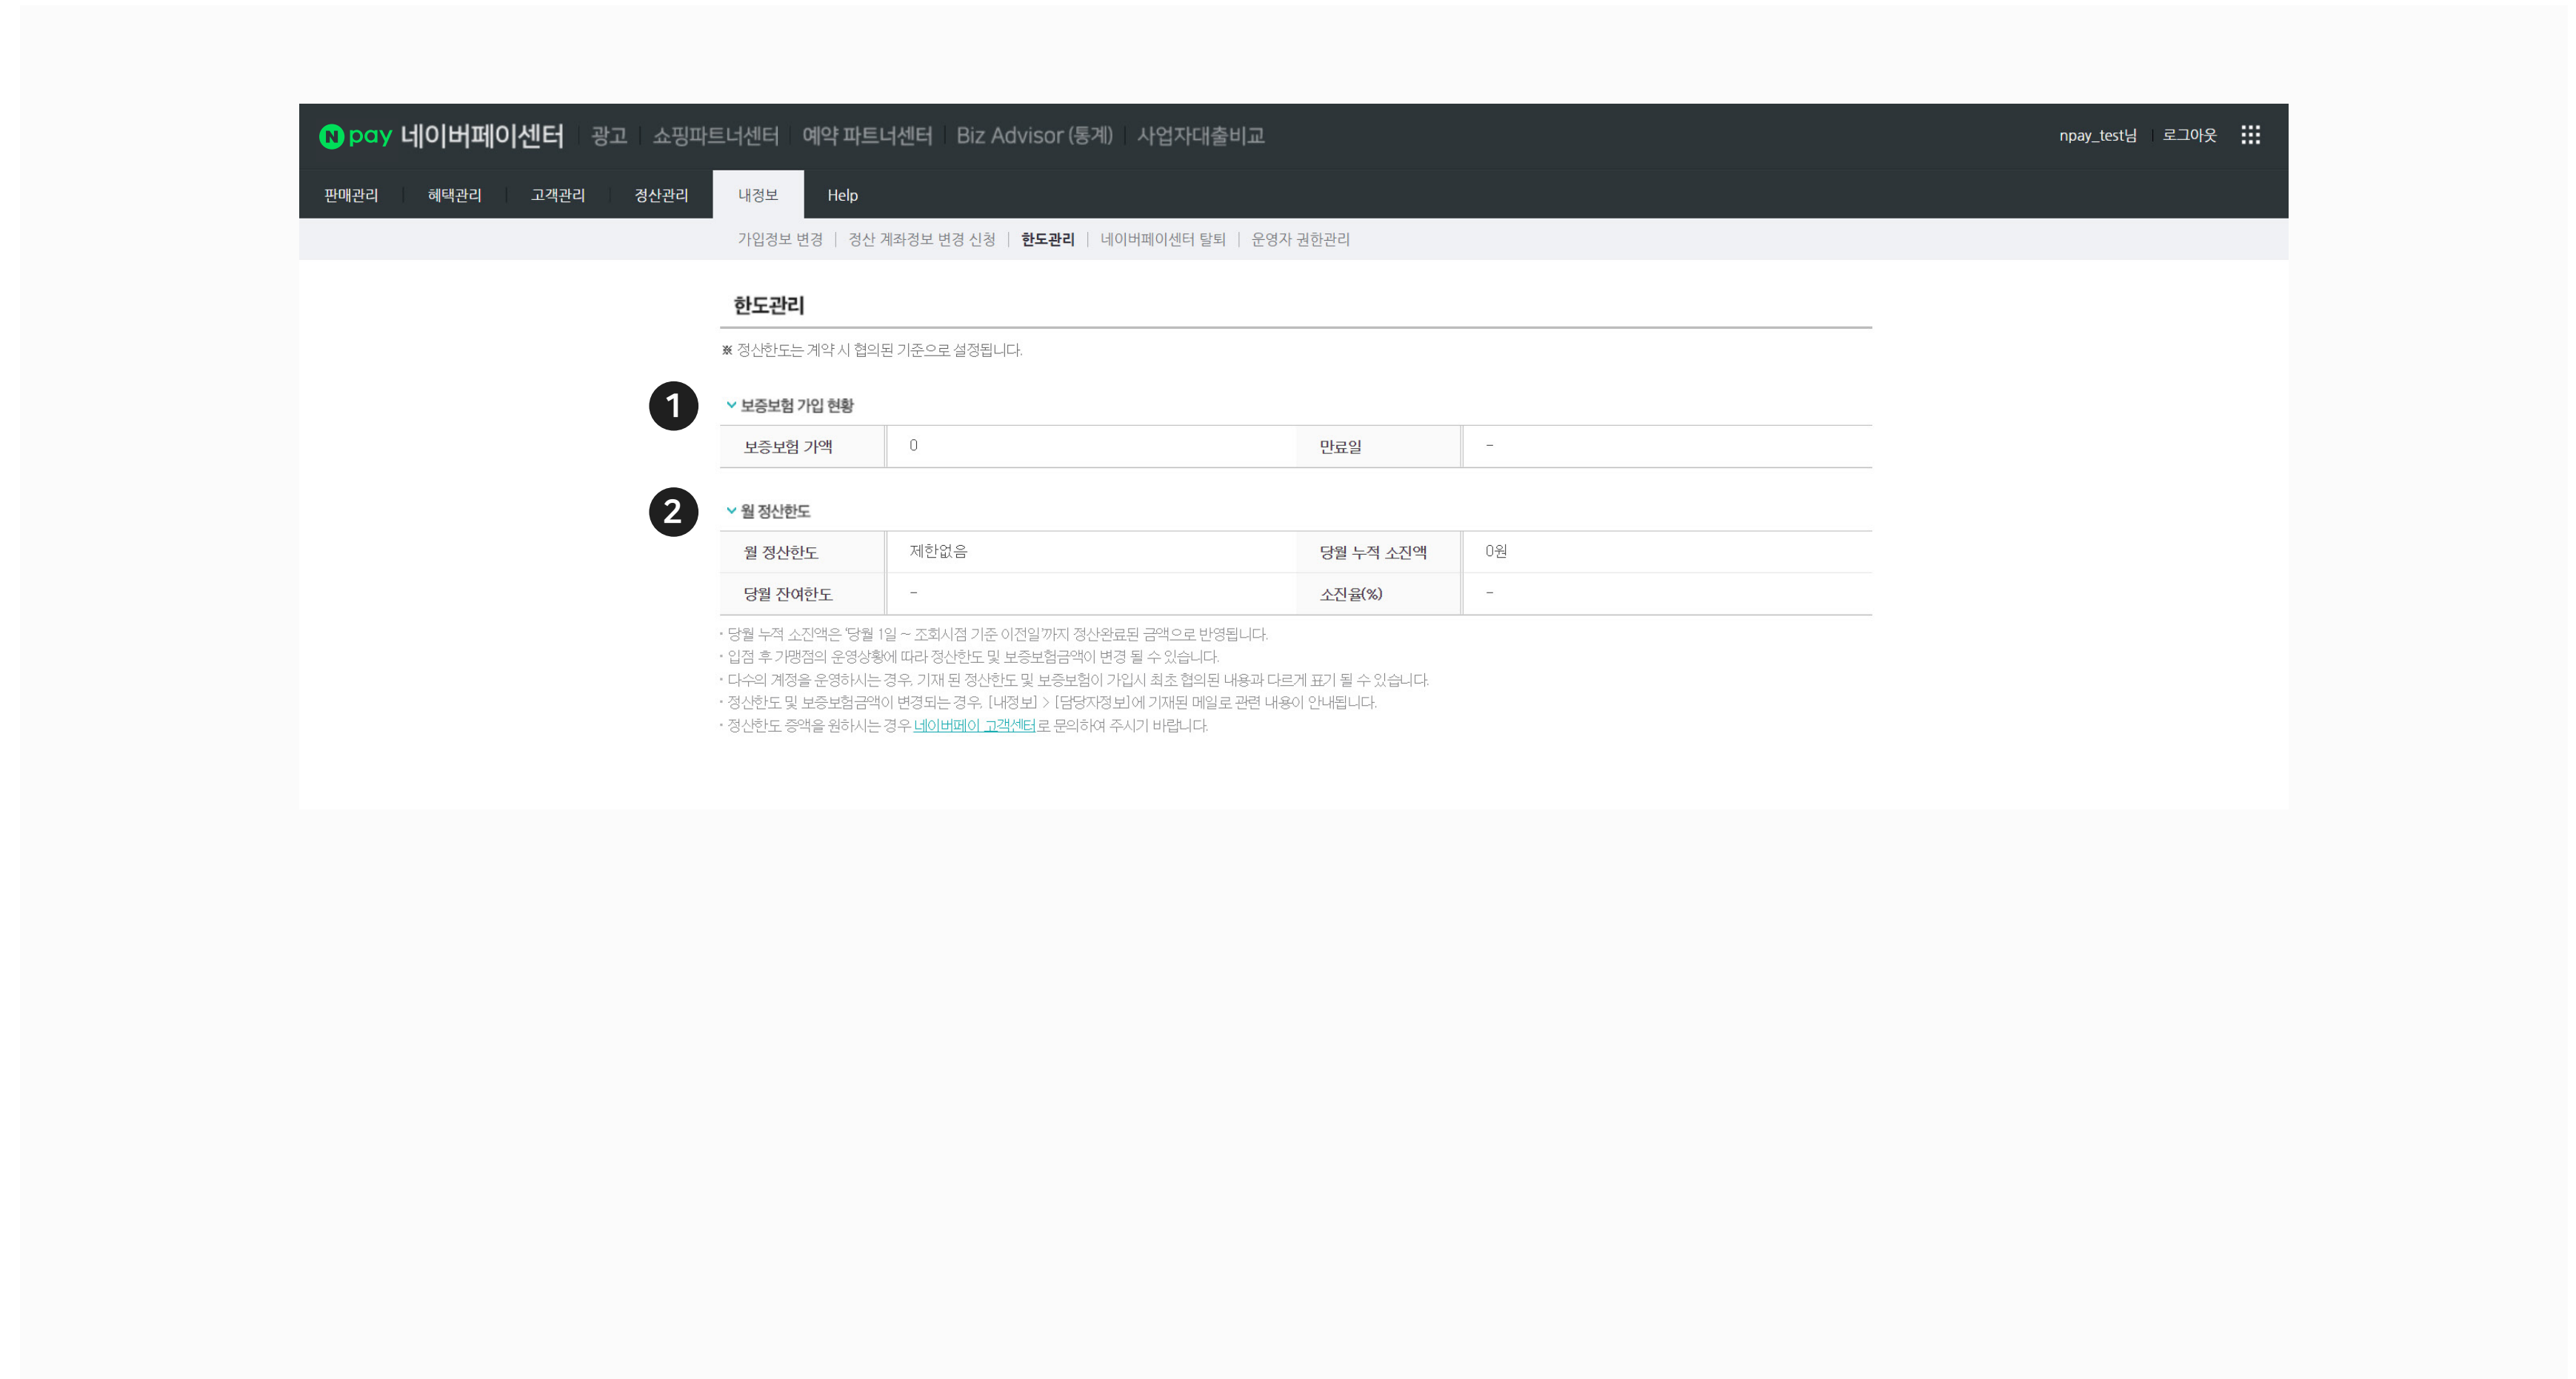 N pay 네이버페이센터 광고 쇼핑파트너센터 예약 파트너센터 Biz Advisor (통계) 사업자대출비교 npay_test님 로그아웃
판매관리 혜택관리 고객관리 정산관리 내정보 Help
가입정보 변경 정산 계좌정보 변경 신청 한도관리 네이버페이센터 탈퇴 운영자 권한관리
한도관리
※ 정산한도는 계약 시 협의된 기준으로 설정됩니다.
1 보증보험 가입 현황
보증보험 가액 0 만료일 -
2 월 정산한도
월 정산한도 제한없음 당월 누적 소진액 0원
당월 잔여한도 - 소진율(%) -
• 당월 누적 소진액은 '당월 1일 ~ 조회시점 기준 이전일'까지 정산완료된 금액으로 반영됩니다.
• 입점 후 가맹점의 운영상황에 따라 정산한도 및 보증보험금액이 변경 될 수 있습니다.
• 다수의 계정을 운영하시는 경우, 기재 된 정산한도 및 보증보험이 가입시 최초 협의된 내용과 다르게 표기 될 수 있습니다.
• 정산한도 및 보증보험금액이 변경되는 경우, [내정보] > [담당자정보]에 기재된 메일로 관련 내용이 안내됩니다.
• 정산한도 증액을 원하시는 경우 네이버페이 고객센터로 문의하여 주시기 바랍니다.